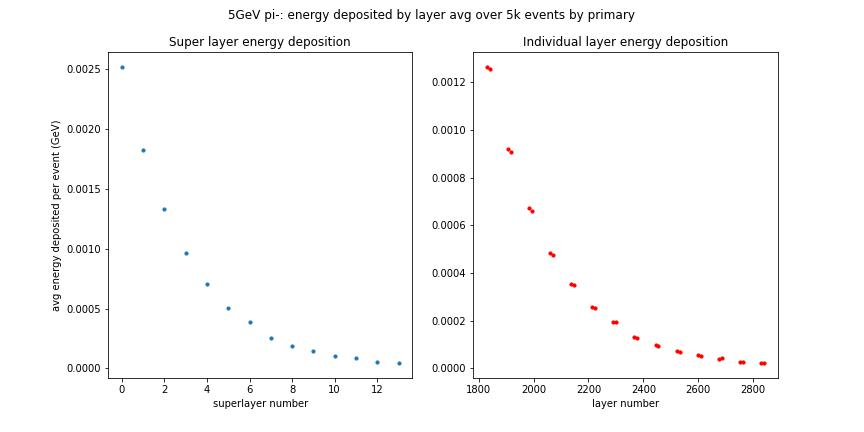 5GeV pi-: energy deposited by layer avg over 5k events by primary
Super layer energy deposition
avg energy deposited per event (GeV)
0.0025
0.0020
0.0015
0.0010
0.0005
0.0000
0 2 4 6 8 10 12
superlayer number
Individual layer energy deposition
0.0012
0.0010
0.0008
0.0006
0.0004
0.0002
0.0000
1800 2000 2200 2400 2600 2800
layer number